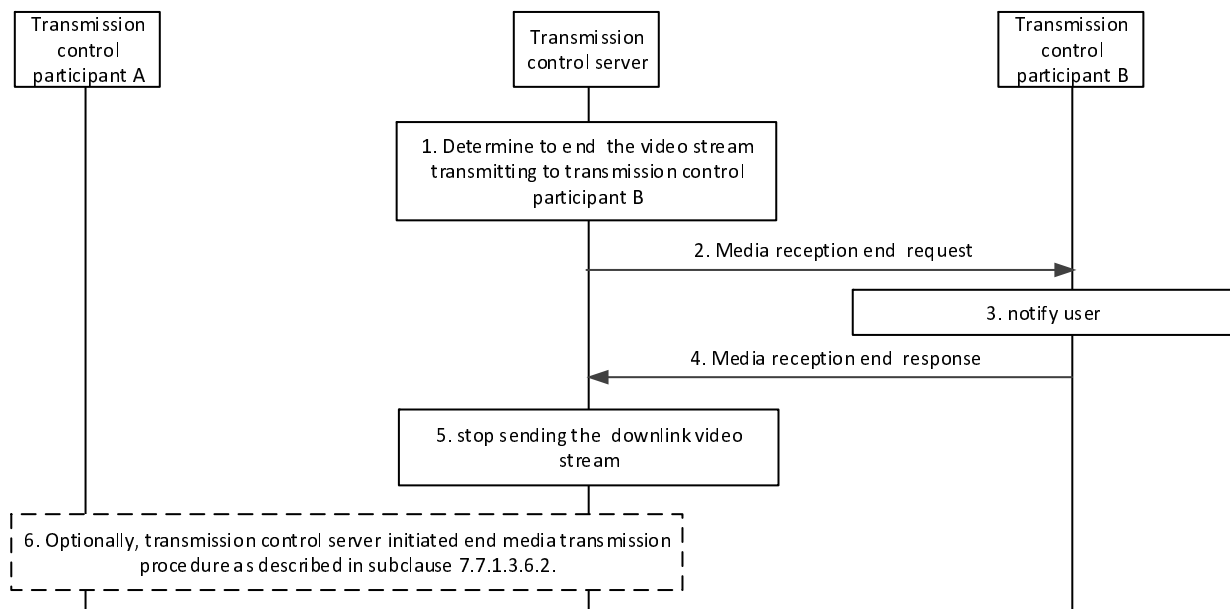 Transmission
control
participant A
Transmission
control server
Transmission
control
participant B
1. Determine to end the video stream
transmitting to transmission control
participant B
2. Media reception end request
3. notify user
4. Media reception end response
5. stop sending the downlink video
stream
6. Optionally, transmission control server initiated end media transmission
procedure as described in subclause 7.7.1.3.6.2.